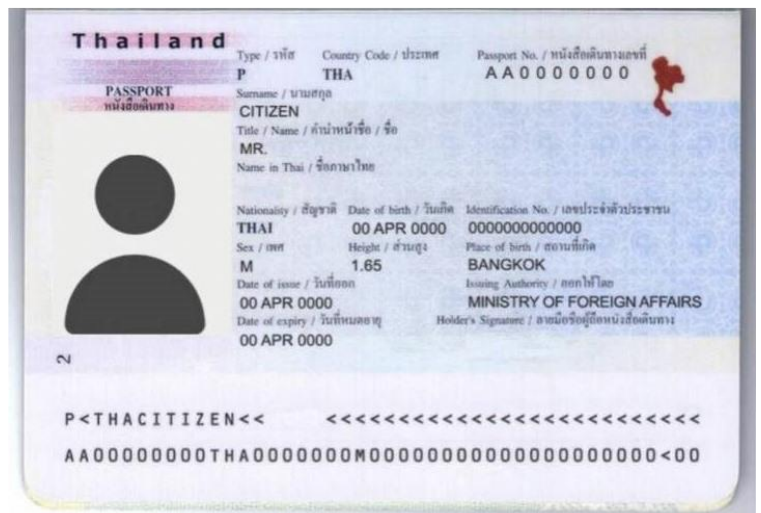 Thailand
PASSPORT
หนังสือเดินทาง
Type / รหัส Country Code / ประเทศ Passport No. / หนังสือเดินทางเลขที่
P THA AA0000000
Surname / นามสกุล
CITIZEN
Title / Name / คำนำหน้าชื่อ / ชื่อ
MR.
Name in Thai / ชื่อภาษาไทย
Nationality / สัญชาติ Date of birth / วันเกิด Identification No. / เลขประจำตัวประชาชน
THAI 00 APR 0000 0000000000000
Sex / เพศ Height / ส่วนสูง Place of birth / สถานที่เกิด
M 1.65 BANGKOK
Date of issue / วันที่ออก Issuing Authority / ออกให้โดย
00 APR 0000 MINISTRY OF FOREIGN AFFAIRS
Date of expiry / วันที่หมดอายุ Holder's Signature / ลายมือชื่อผู้ถือหนังสือเดินทาง
00 APR 0000
2
P<THACITIZEN<< <<<<<<<<<<<<<<<<<<<<<<<<<<
AA00000000THA0000000M0000000000000000000<00